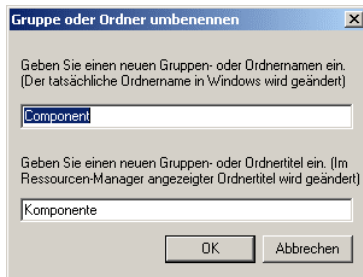 Gruppe oder Ordner umbenennen
Geben Sie einen neuen Gruppen- oder Ordnernamen ein.
(Der tatsächliche Ordnername in Windows wird geändert)
Component
Geben Sie einen neuen Gruppen- oder Ordnertitel ein. (Im
Ressourcen-Manager angezeigter Ordnertitel wird geändert)
Komponente
OK Abbrechen